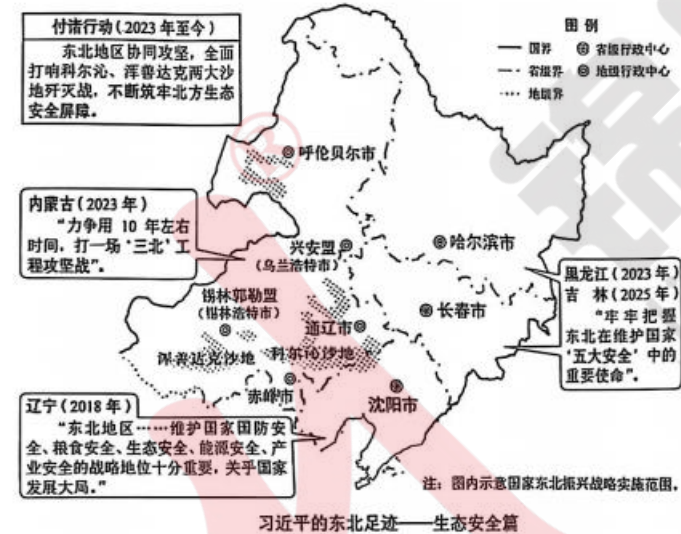 付诸行动(2023年至今)
东北地区协同攻坚，全面
打响科尔沁、浑善达克两大沙
地歼灭战，不断筑牢北方生态
安全屏障。
图例
国界
省级行政中心
省级界
地级行政中心
地级界
呼伦贝尔市
内蒙古(2023年)
“力争用 10 年左右
时间，打一场‘三北’工
程攻坚战”。
兴安盟
(乌兰浩特市)
哈尔滨市
黑龙江(2023年)
吉 林(2025年)
“牢牢把握
东北在维护国家
‘五大安全’中的
重要使命”。
锡林郭勒盟
(锡林浩特市)
长春市
通辽市
浑善达克沙地
科尔沁沙地
赤峰市
沈阳市
辽宁(2018年)
“东北地区……维护国家国防安
全、粮食安全、生态安全、能源安全、产
业安全的战略地位十分重要，关乎国家
发展大局。”
注：图内示意国家东北振兴战略实施范围。
习近平的东北足迹——生态安全篇
®